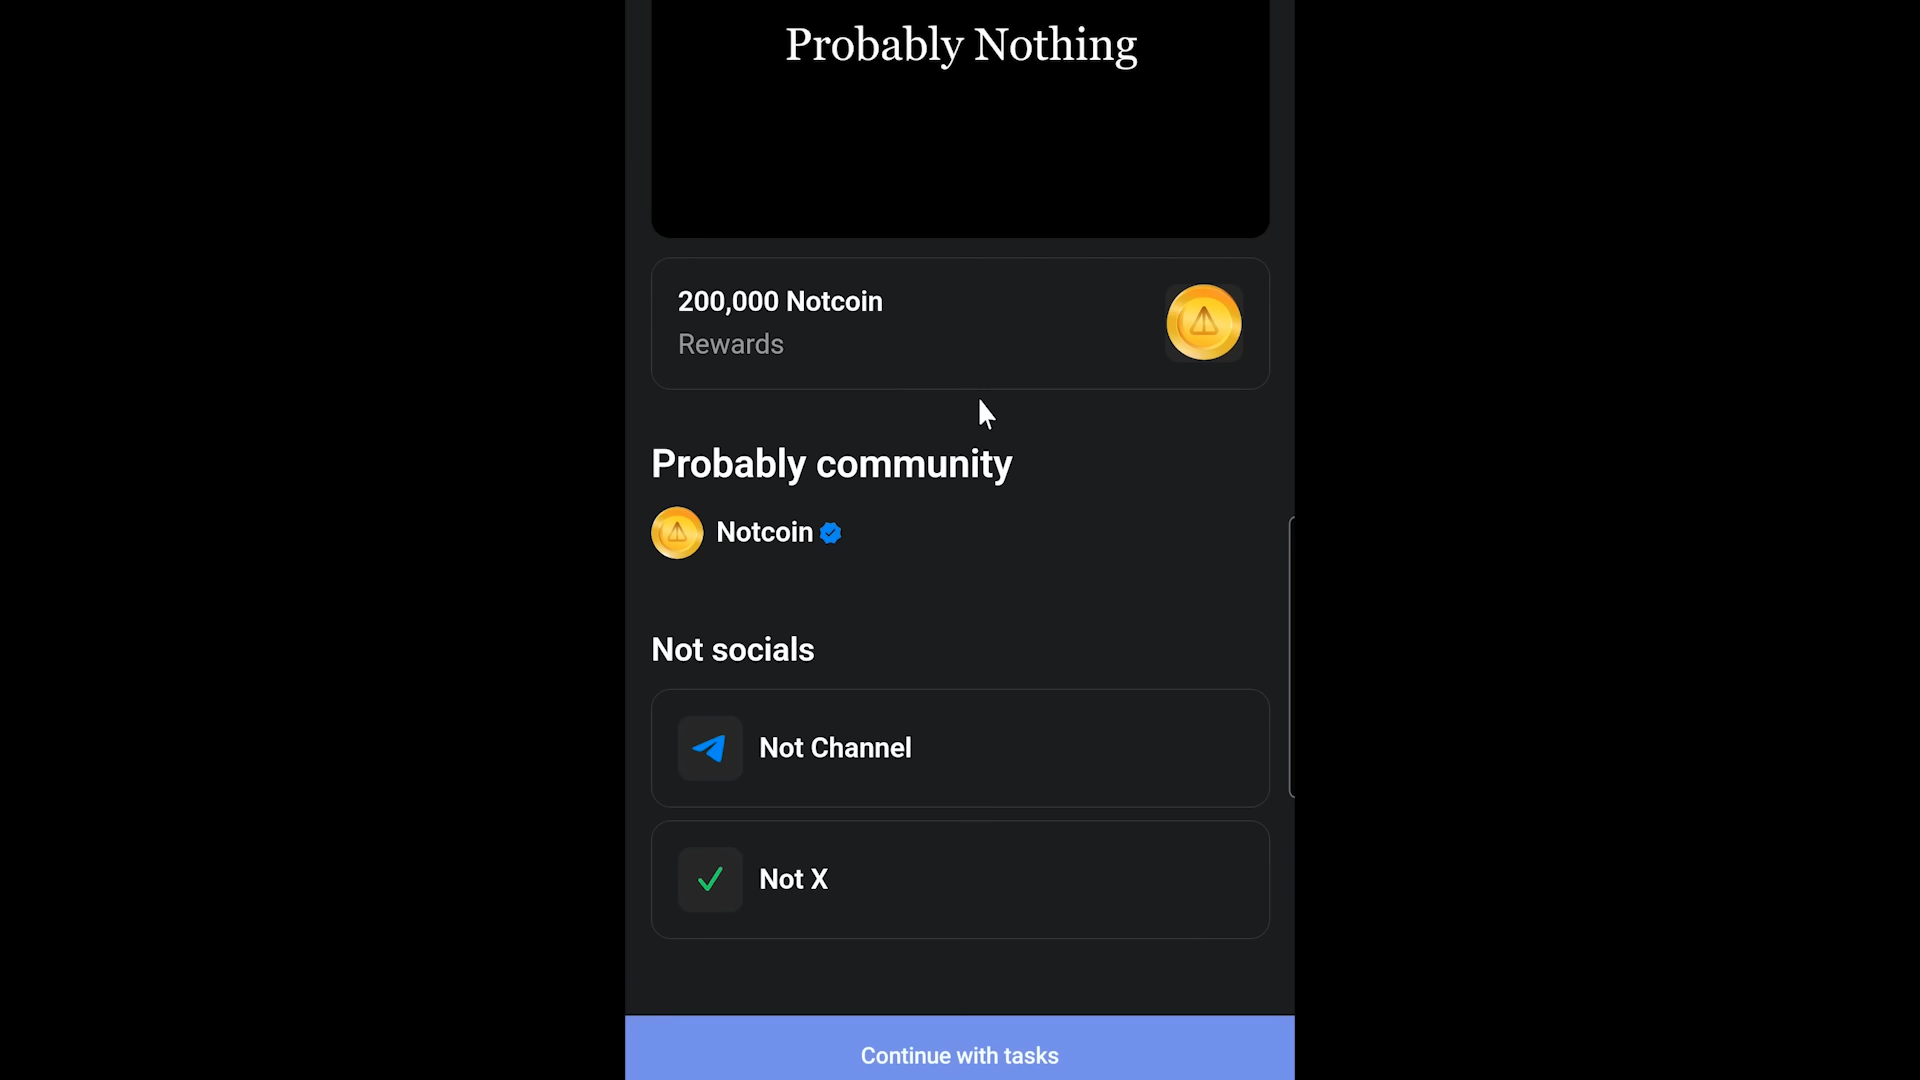 Probably Nothing
200,000 Notcoin
Rewards
Probably community
Notcoin
Not socials
Not Channel
Not X
Continue with tasks